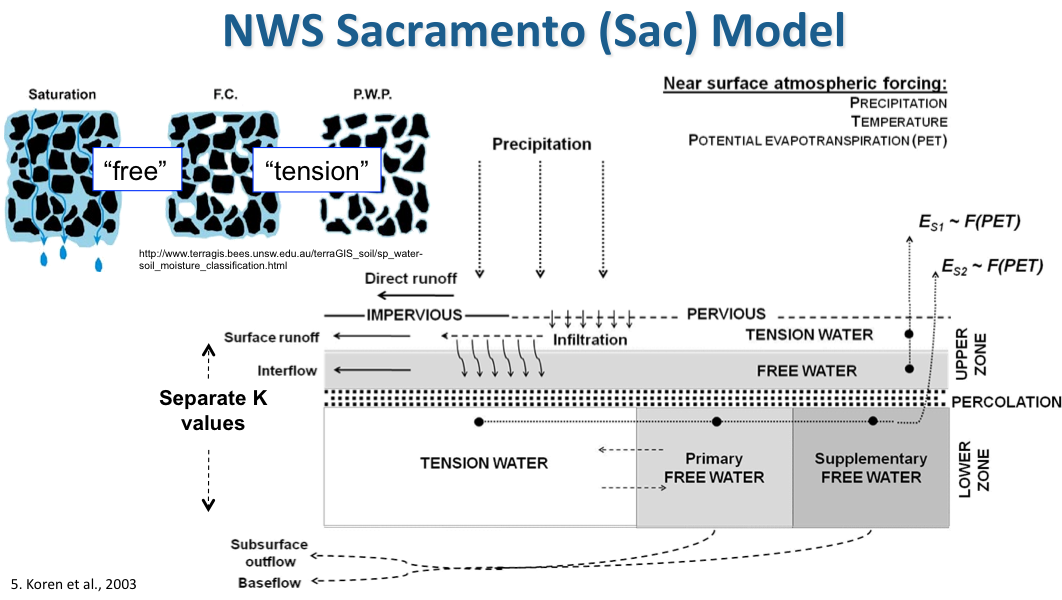 NWS Sacramento (Sac) Model
Saturation
F.C.
P.W.P.
“free”
“tension”
http://www.terragis.bees.unsw.edu.au/terraGIS_soil/sp_water-
soil_moisture_classification.html
Near surface atmospheric forcing:
PRECIPITATION
TEMPERATURE
POTENTIAL EVAPOTRANSPIRATION (PET)
Precipitation
ES1 ~ F(PET)
ES2 ~ F(PET)
Direct runoff
IMPERVIOUS
PERVIOUS
Surface runoff
Infiltration
TENSION WATER
Interflow
FREE WATER
UPPER
ZONE
Separate K
values
PERCOLATION
TENSION WATER
Primary
FREE WATER
Supplementary
FREE WATER
LOWER
ZONE
Subsurface
outflow
Baseflow
5. Koren et al., 2003